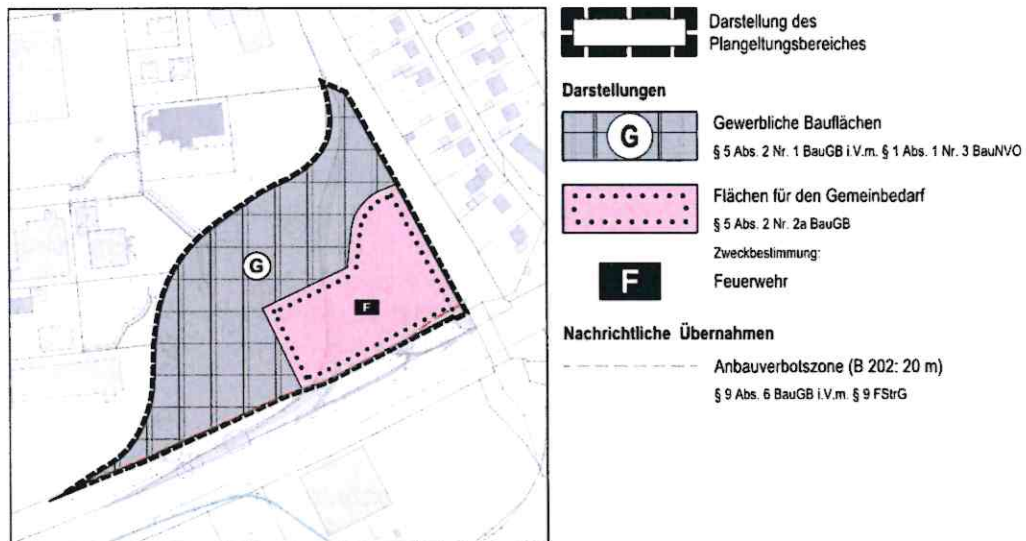 Darstellung des
Plangeltungsbereiches
Darstellungen
G
Gewerbliche Bauflächen
§ 5 Abs. 2 Nr. 1 BauGB i.V.m. § 1 Abs. 1 Nr. 3 BauNVO
Flächen für den Gemeinbedarf
§ 5 Abs. 2 Nr. 2a BauGB
Zweckbestimmung:
F
Feuerwehr
Nachrichtliche Übernahmen
Anbauverbotszone (B 202: 20 m)
§ 9 Abs. 6 BauGB i.V.m. § 9 FStrG
G
F